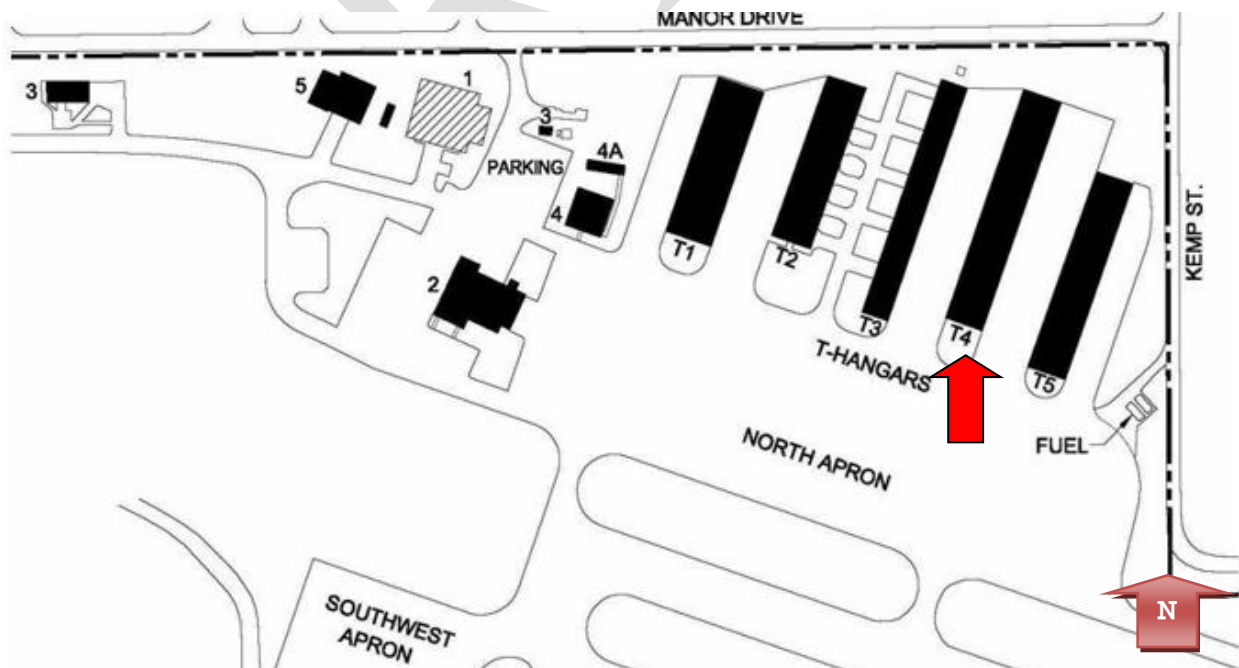 MANOR DRIVE
3
5
1
3
PARKING
4A
4
2
T1
T2
T3
T4
T5
T-HANGARS
KEMP ST.
FUEL
NORTH APRON
SOUTHWEST
APRON
N